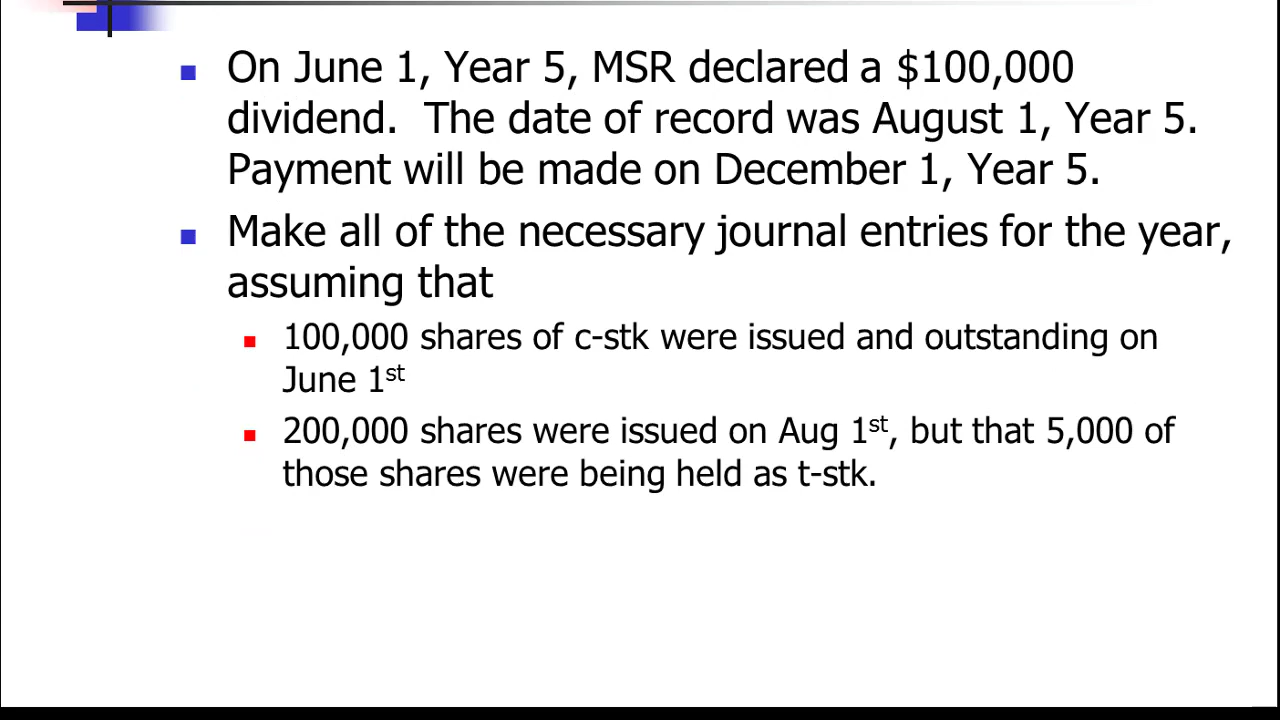 On June 1, Year 5, MSR declared a $100,000
dividend.  The date of record was August 1, Year 5.
Payment will be made on December 1, Year 5.
Make all of the necessary journal entries for the year,
assuming that
100,000 shares of c-stk were issued and outstanding on
June 1st
200,000 shares were issued on Aug 1st, but that 5,000 of
those shares were being held as t-stk.